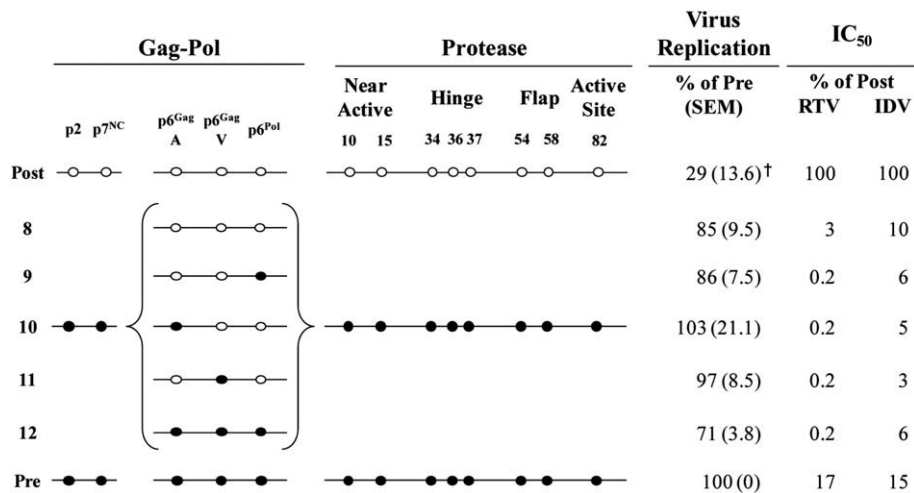 Gag-Pol Protease Virus Replication IC50
% of Pre (SEM) % of Post
RTV IDV
Near Active Hinge Flap Active Site
p2 p7NC p6Gag A p6Gag V p6Pol 10 15 34 36 37 54 58 82
Post 29 (13.6)† 100 100
8 85 (9.5) 3 10
9 86 (7.5) 0.2 6
10 103 (21.1) 0.2 5
11 97 (8.5) 0.2 3
12 71 (3.8) 0.2 6
Pre 100 (0) 17 15